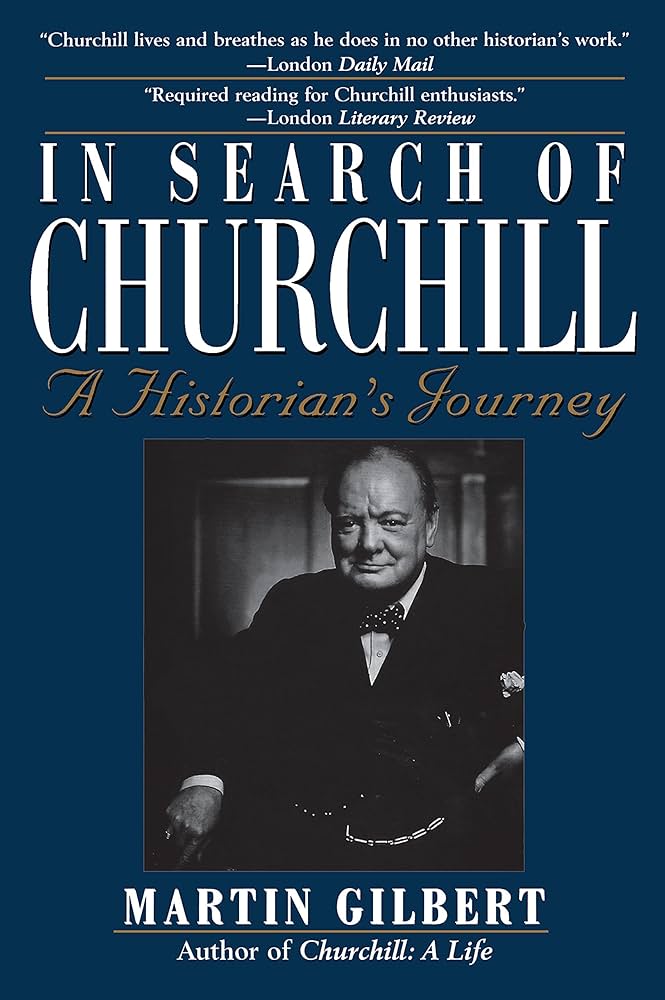 “Churchill lives and breathes as he does in no other historian’s work.”
—London Daily Mail
“Required reading for Churchill enthusiasts.”
—London Literary Review
IN SEARCH OF
CHURCHILL
A Historian’s Journey
MARTIN GILBERT
Author of Churchill: A Life